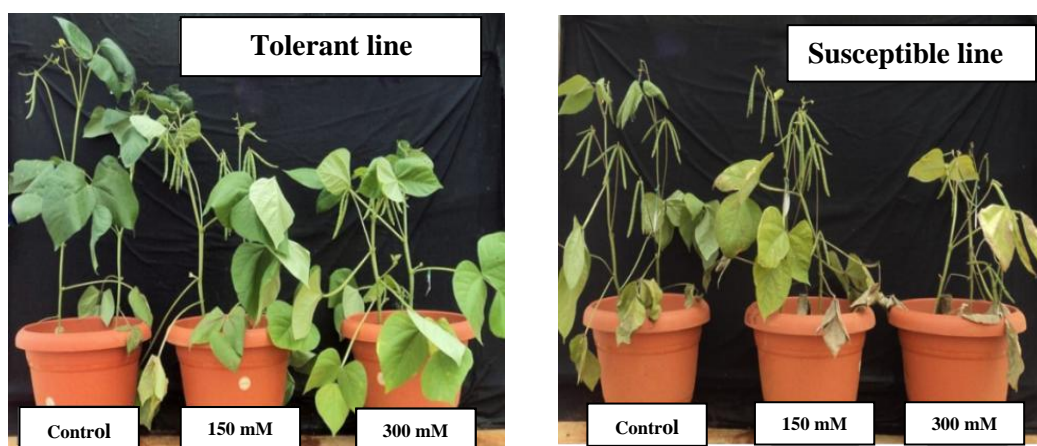 Tolerant line
Control
150 mM
300 mM
Susceptible line
Control
150 mM
300 mM